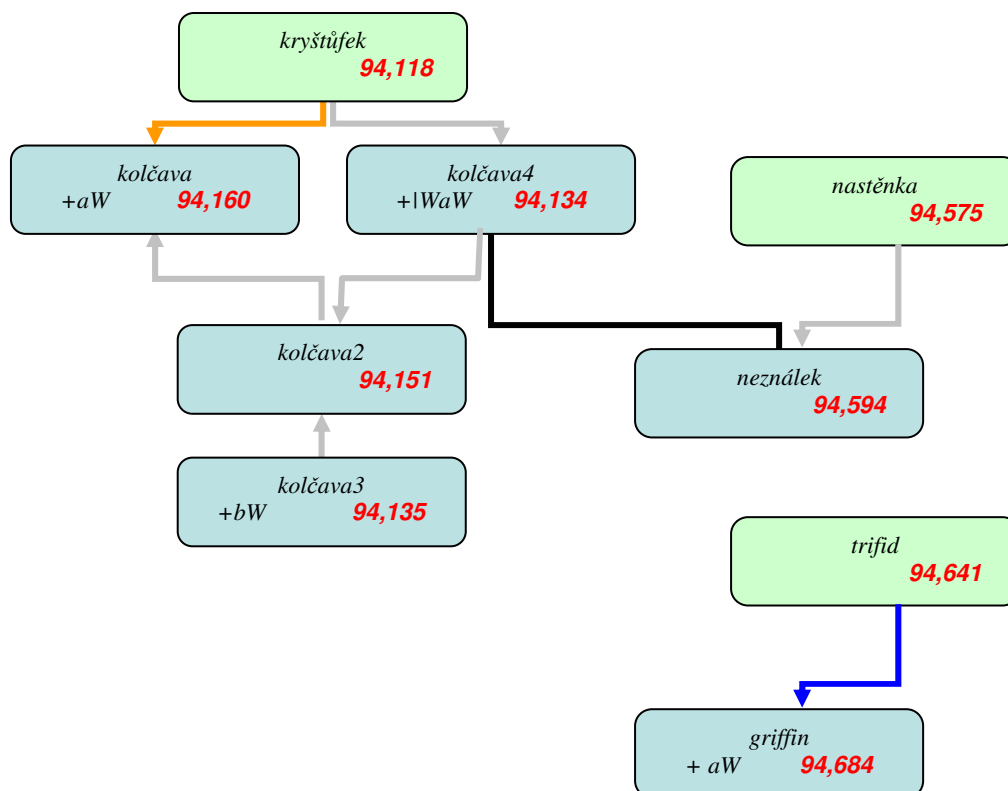 kryštůfek
94,118
kolčava
+aW 94,160
kolčava4
+|WaW 94,134
nastěnka
94,575
kolčava2
94,151
neználek
94,594
kolčava3
+bW 94,135
trifid
94,641
griffin
+ aW 94,684